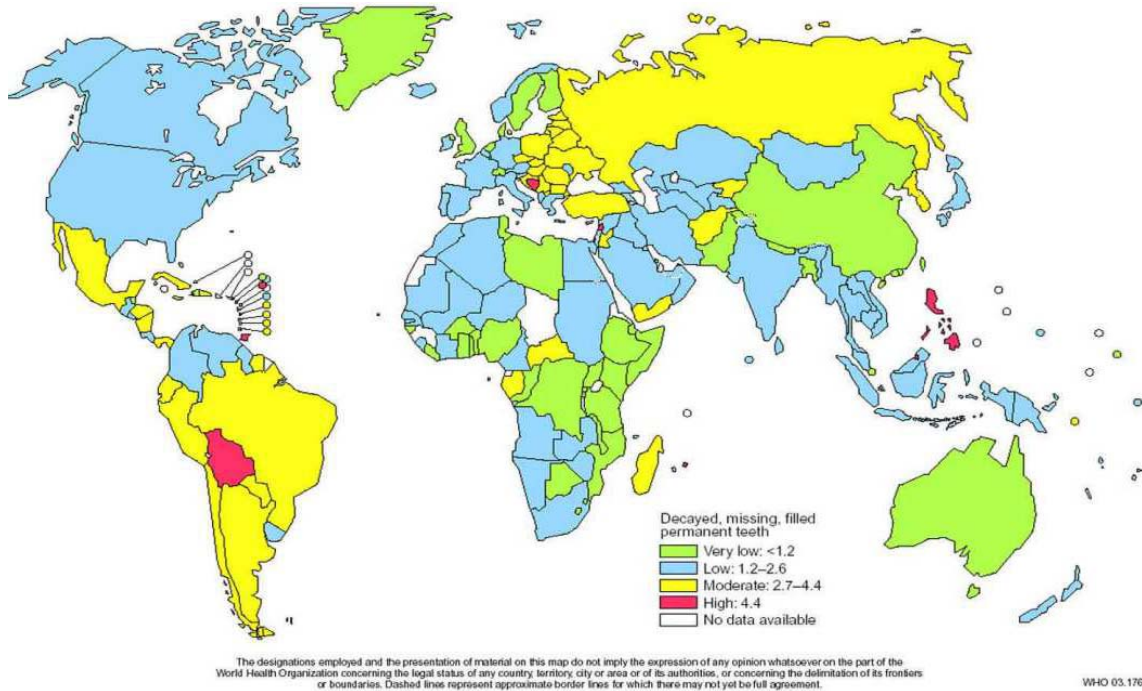 Decayed, missing, filled
permanent teeth
Very low: <1.2
Low: 1.2–2.6
Moderate: 2.7–4.4
High: 4.4
No data available
The designations employed and the presentation of material on this map do not imply the expression of any opinion whatsoever on the part of the
World Health Organization concerning the legal status of any country, territory, city or area or of its authorities, or concerning the delimitation of its frontiers
or boundaries. Dashed lines represent approximate border lines for which there may not yet be full agreement.
WHO 03.176